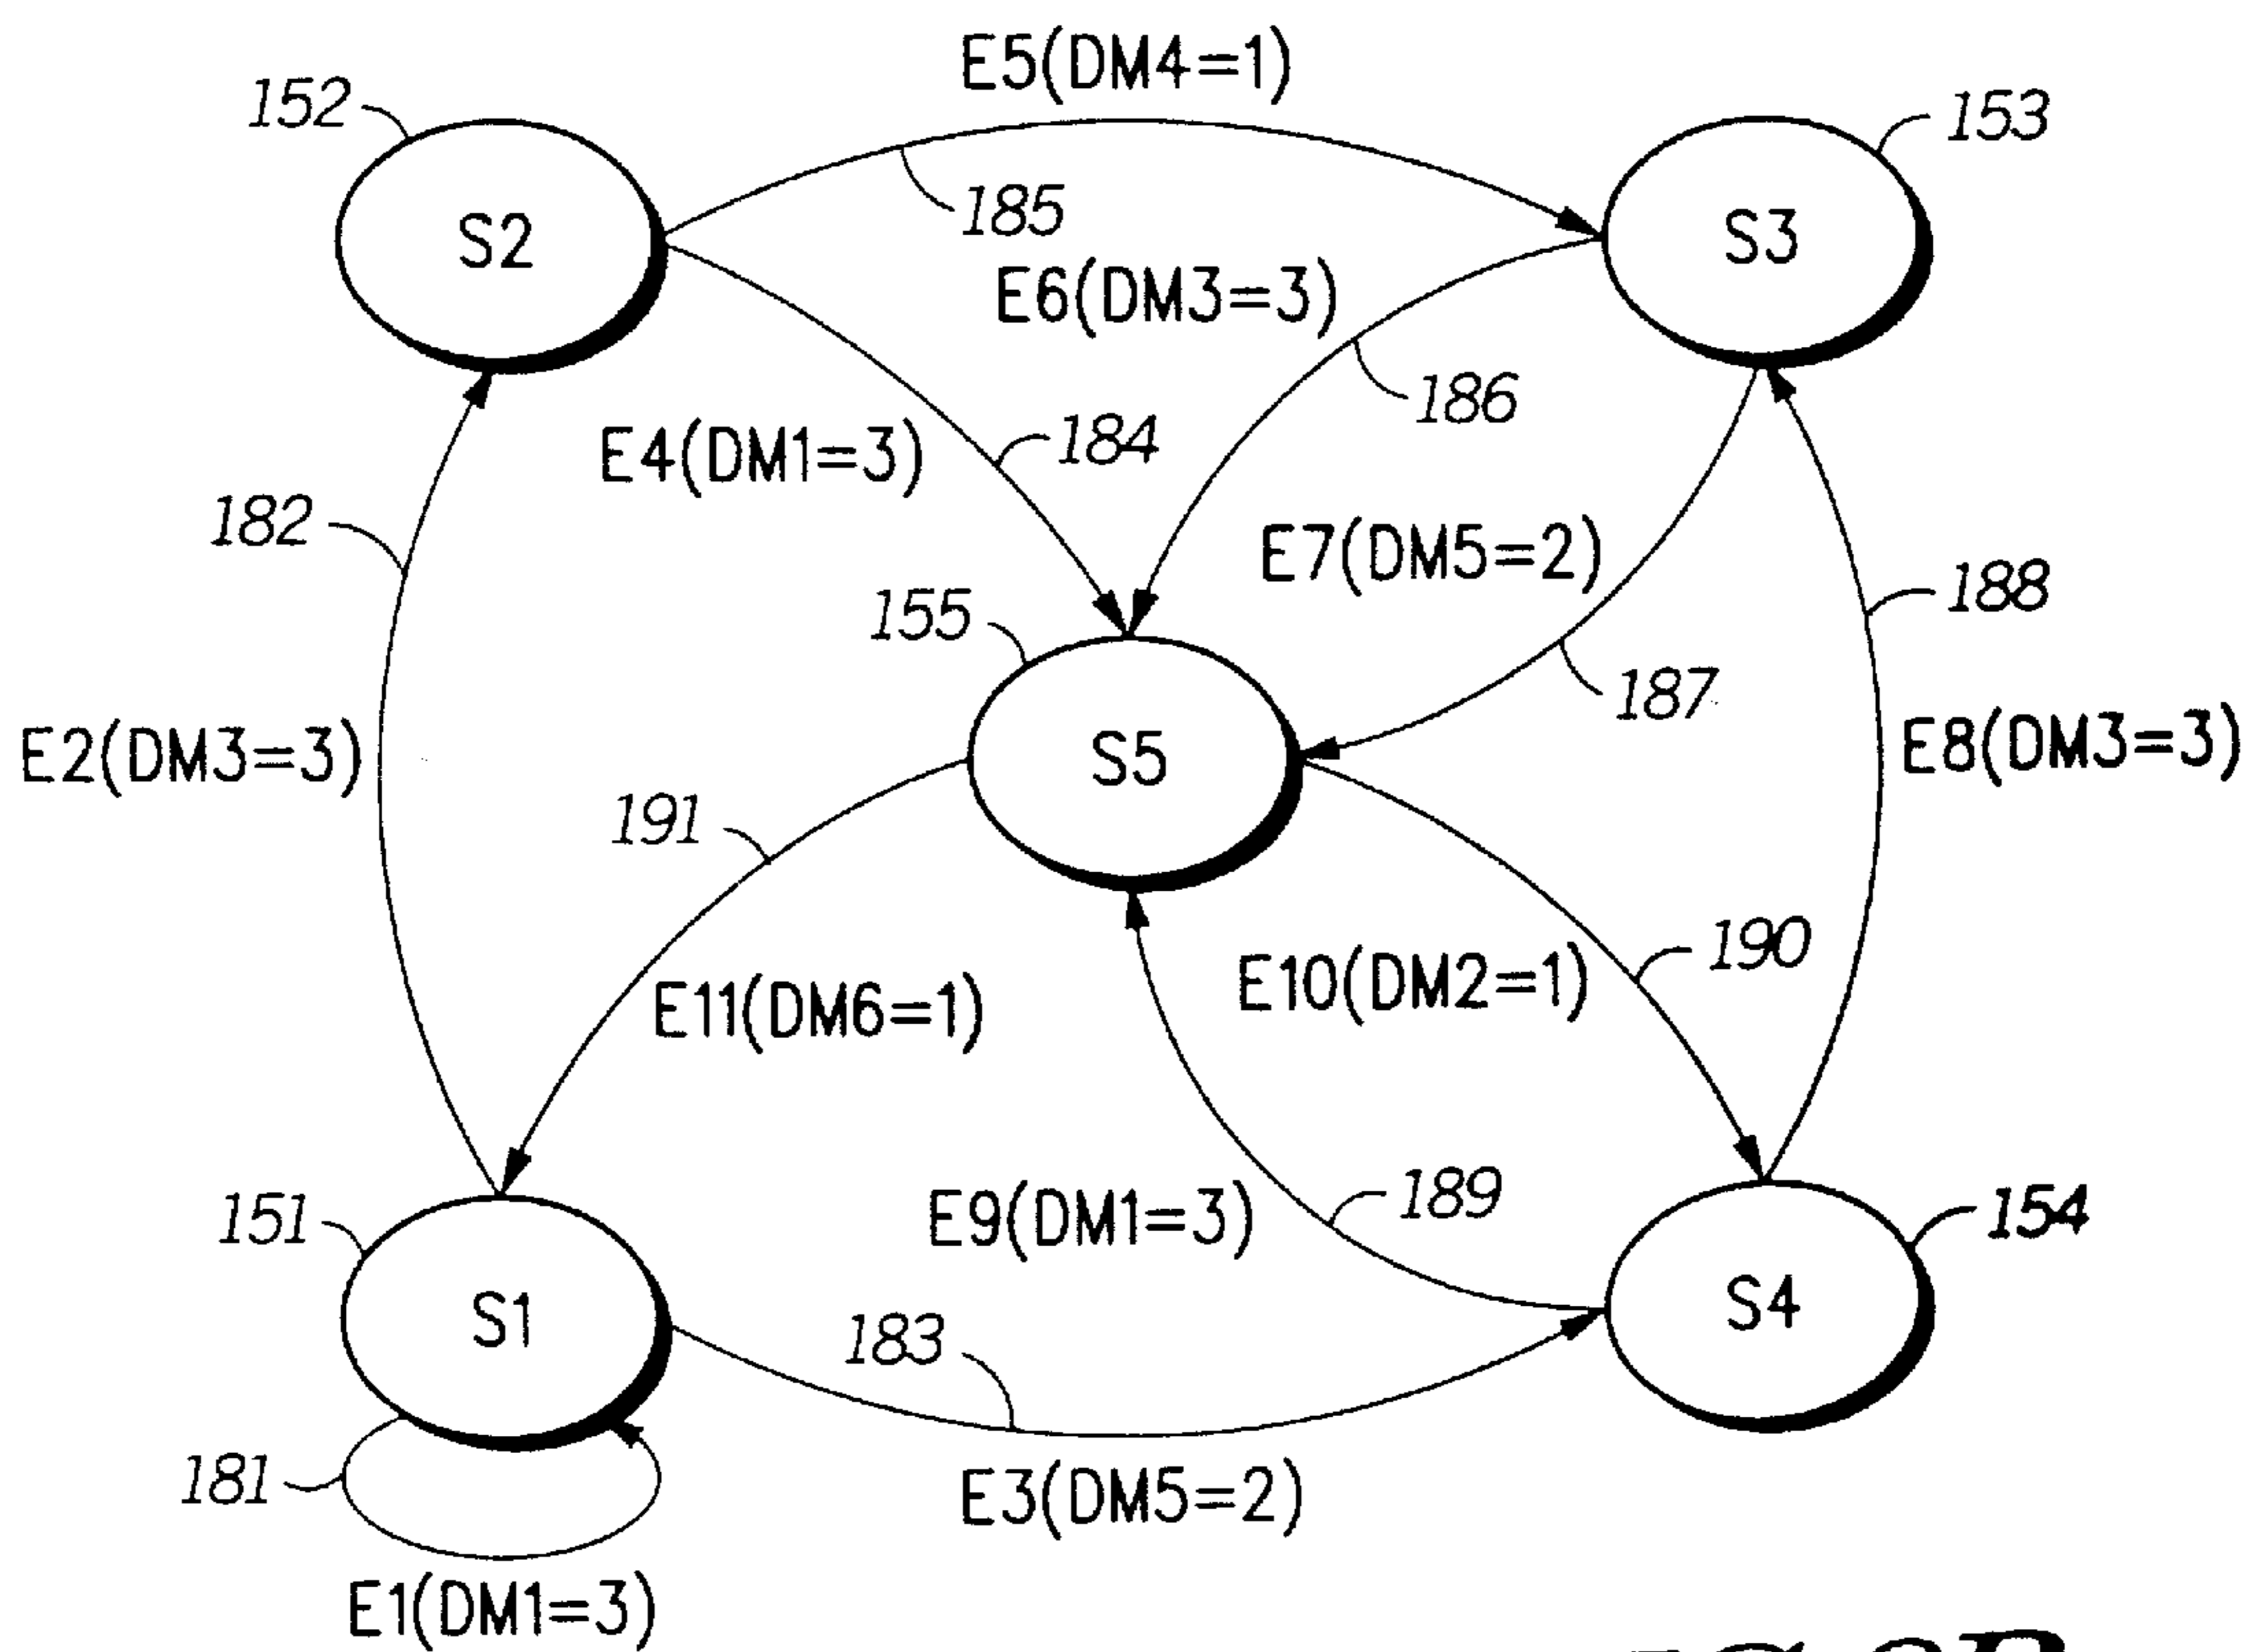 E5(DM4=1)
152
153
185
S2
S3
E6(DM3=3)
186
E4(DM1=3)
184
182
E7(DM5=2)
155
188
187
E2(DM3=3)
S5
E8(DM3=3)
191
190
E11(DM6=1)
E10(DM2=1)
151
E9(DM1=3)
189
154
S1
S4
183
181
E3(DM5=2)
E1(DM1=3)